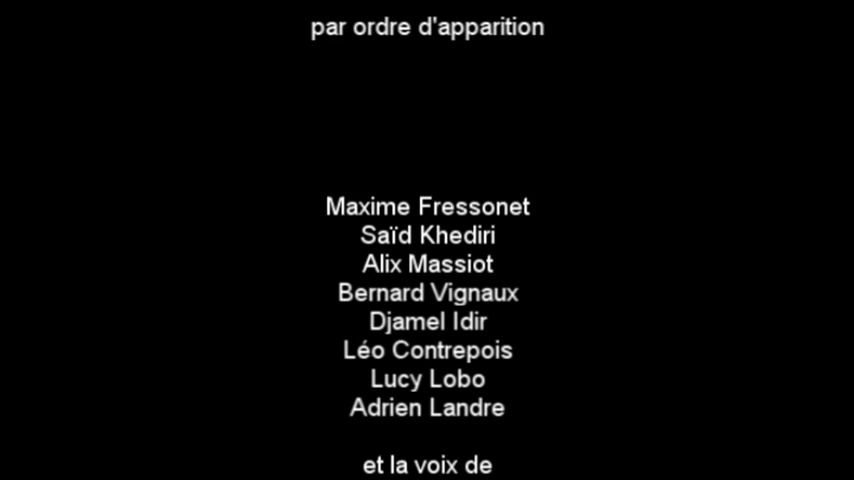 par ordre d'apparition
Maxime Fressonet
Saïd Khediri
Alix Massiot
Bernard Vignaux
Djamel Idir
Léo Contrepois
Lucy Lobo
Adrien Landre
et la voix de